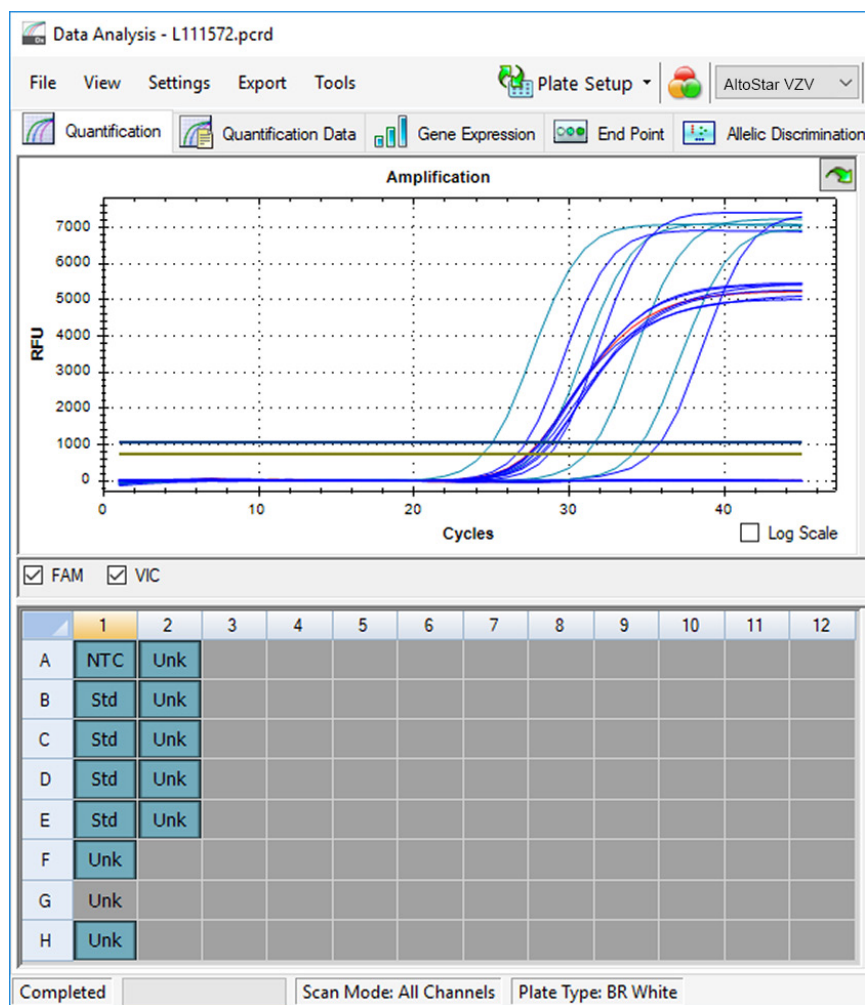 Data Analysis - L111572.pcrd
File View Settings Export Tools Plate Setup AltoStar VZV
Quantification Quantification Data Gene Expression End Point Allelic Discrimination
Amplification
7000
6000
5000
4000
3000
2000
1000
0
RFU
0 10 20 30 40
Cycles
Log Scale
FAM VIC
1 2 3 4 5 6 7 8 9 10 11 12
A NTC Unk
B Std Unk
C Std Unk
D Std Unk
E Std Unk
F Unk
G Unk
H Unk
Completed Scan Mode: All Channels Plate Type: BR White